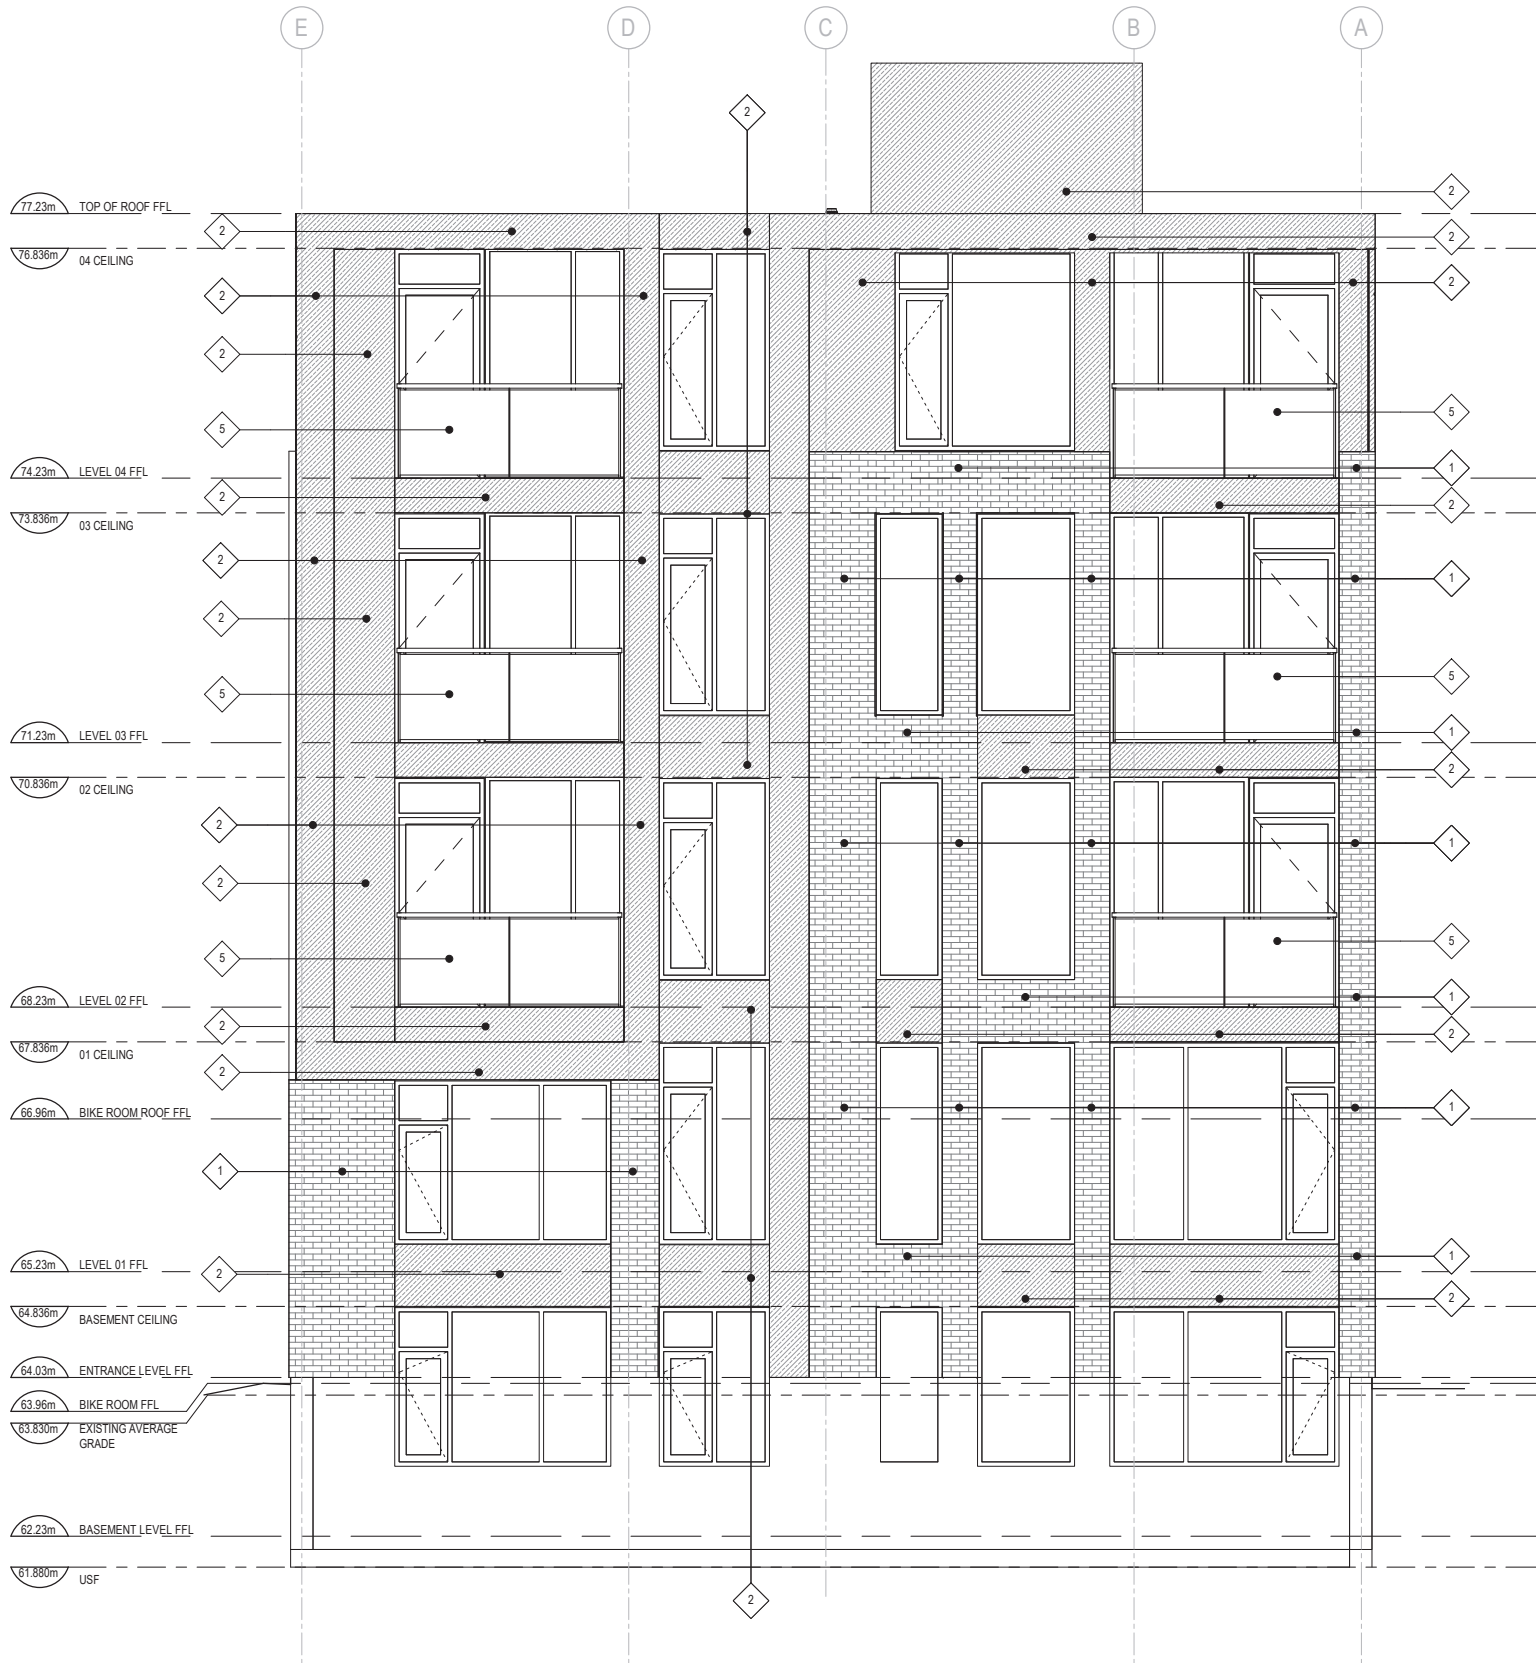 E D C B A
2
77.23m TOP OF ROOF FFL
2
2
2
76.836m 04 CEILING
2
2
2
2
5
5
74.23m LEVEL 04 FFL
1
2
2
73.836m 03 CEILING
2
1
2
5
5
71.23m LEVEL 03 FFL
1
2
70.836m 02 CEILING
2
1
2
5
5
68.23m LEVEL 02 FFL
1
2
2
67.836m 01 CEILING
2
66.96m BIKE ROOM ROOF FFL
1
1
65.23m LEVEL 01 FFL
1
2
2
64.836m BASEMENT CEILING
64.03m ENTRANCE LEVEL FFL
63.96m BIKE ROOM FFL
63.830m EXISTING AVERAGE
GRADE
62.23m BASEMENT LEVEL FFL
61.880m USF
2